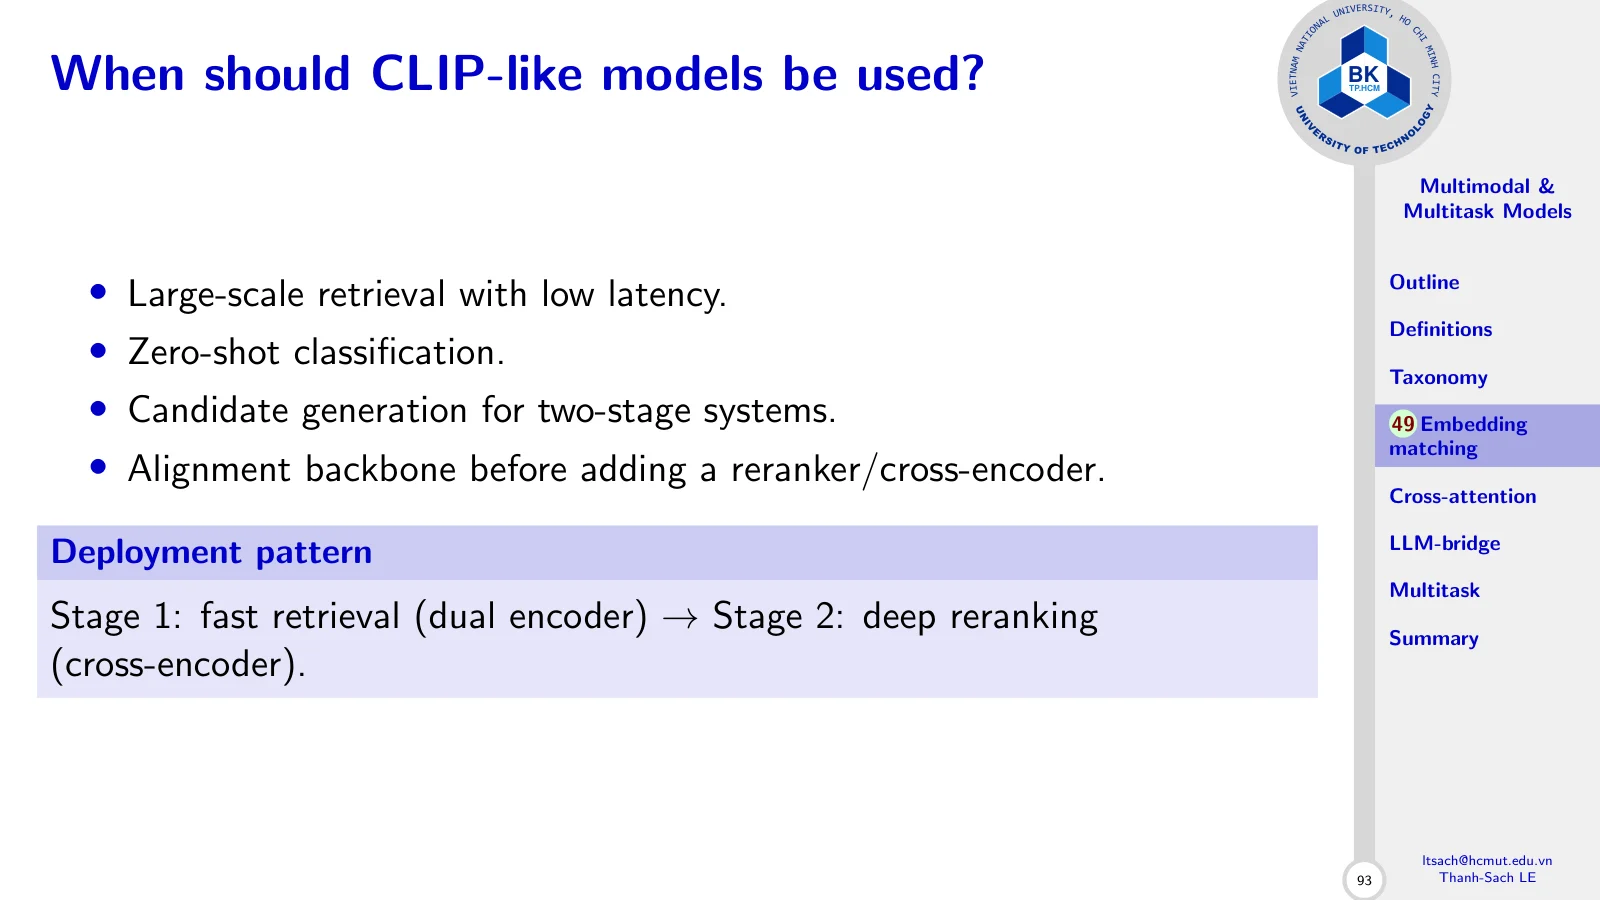 When should CLIP-like models be used?
• Large-scale retrieval with low latency.
• Zero-shot classification.
• Candidate generation for two-stage systems.
• Alignment backbone before adding a reranker/cross-encoder.
Deployment pattern
Stage 1: fast retrieval (dual encoder) → Stage 2: deep reranking
(cross-encoder).
VIETNAM NATIONAL UNIVERSITY, HO CHI MINH CITY
BK
TP.HCM
UNIVERSITY OF TECHNOLOGY
Multimodal &
Multitask Models
Outline
Definitions
Taxonomy
49 Embedding
matching
Cross-attention
LLM-bridge
Multitask
Summary
ltsach@hcmut.edu.vn
Thanh-Sach LE
93